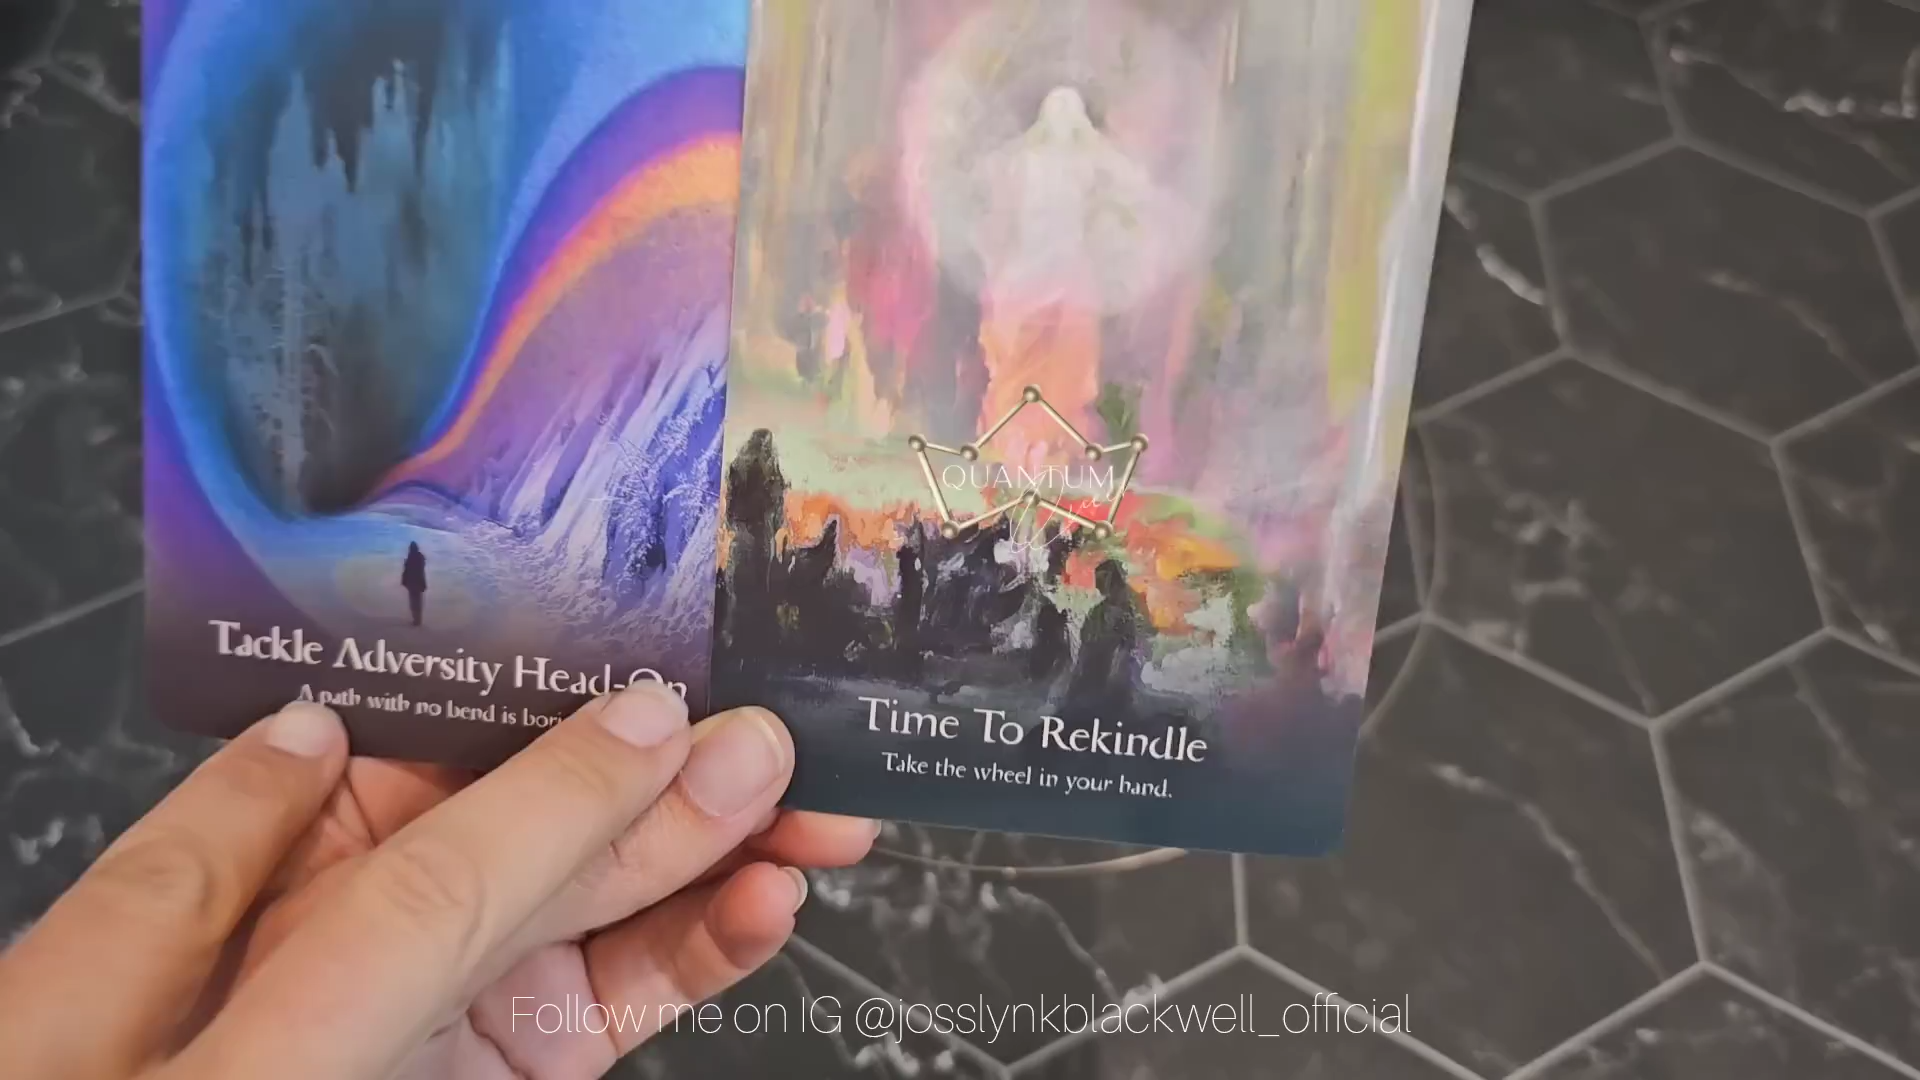 Tackle Adversity Head-On
A path with no bend is
QUANTUM
Time To Rekindle
Take the wheel in your hand.
Follow me on IG @josslynkblackwell_official